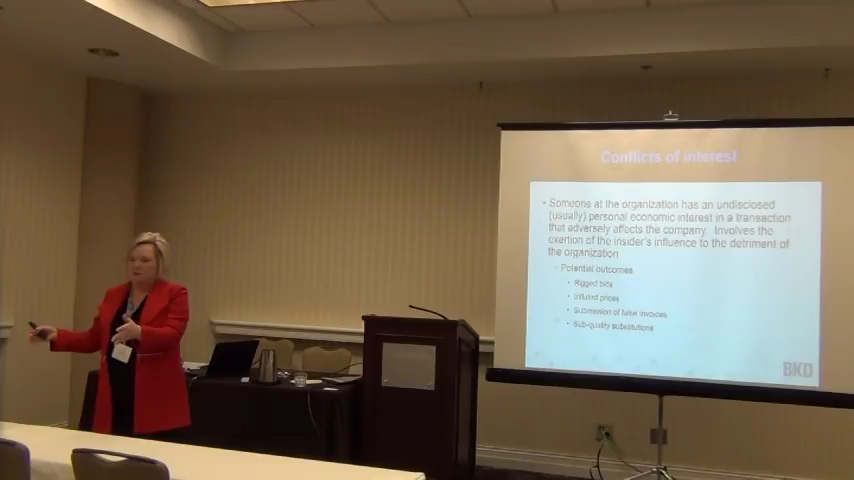 Conflicts of interest
• Someone at the organization has an undisclosed
(usually) personal economic interest in a transaction
that adversely affects the company. Involves the
exertion of the insider's influence to the detriment of
the organization
Potential outcomes
• Rigged bids
• Inflated prices
• Submission of false invoices
• Sub-quality substitutions
BKD